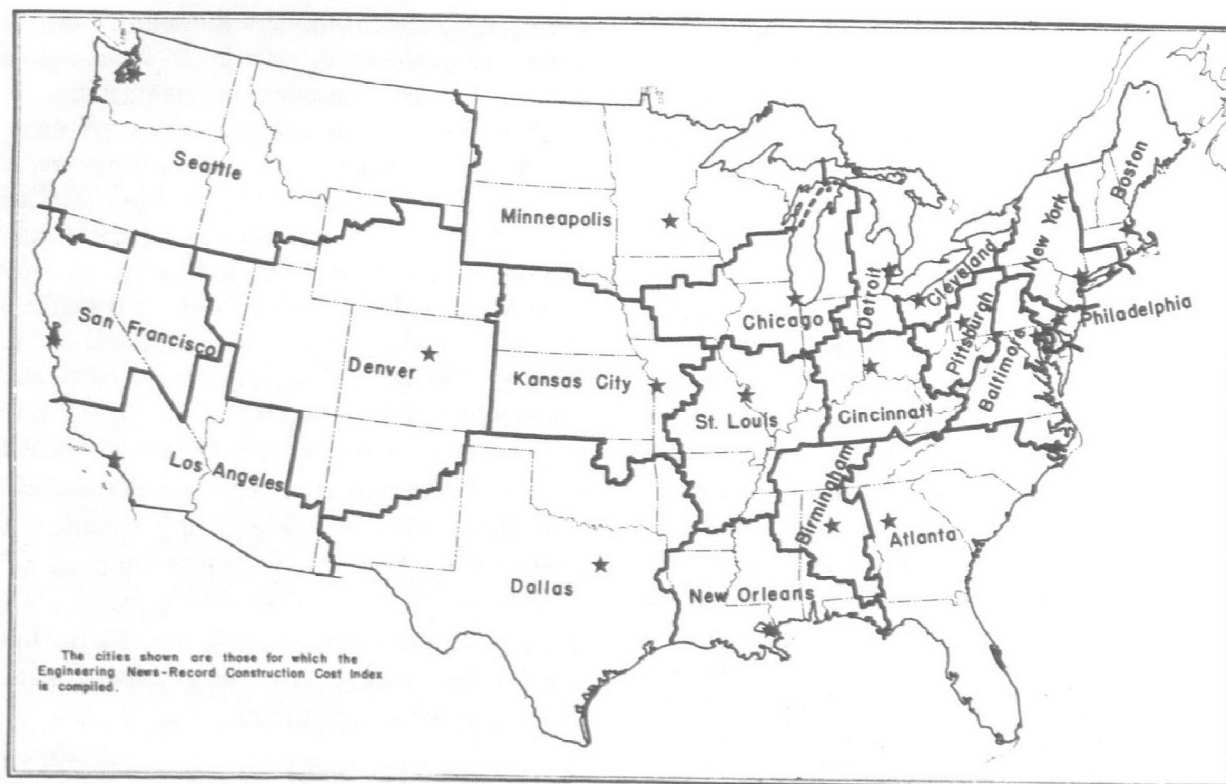 Seattle
Minneapolis
Boston
New York
Cleveland
Detroit
Chicago
Pittsburgh
Philadelphia
Baltimore
San Francisco
Denver
Kansas City
St. Louis
Cincinnati
Los Angeles
Birmingham
Atlanta
Dallas
New Orleans
The cities shown are those for which the
Engineering News-Record Construction Cost Index
is compiled.